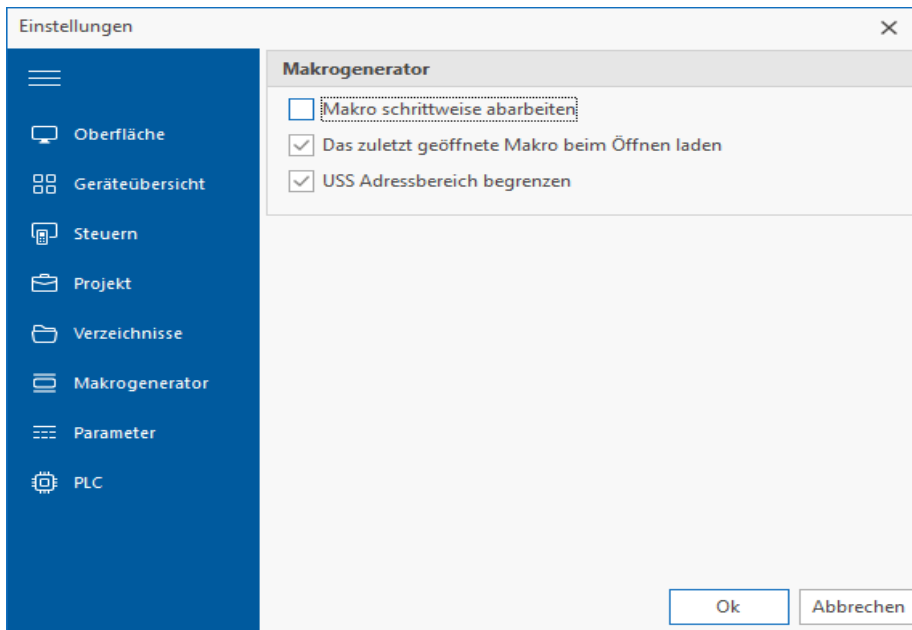 Einstellungen
Oberfläche
Geräteübersicht
Steuern
Projekt
Verzeichnisse
Makrogenerator
Parameter
PLC
Makrogenerator
Makro schrittweise abarbeiten
Das zuletzt geöffnete Makro beim Öffnen laden
USS Adressbereich begrenzen
Ok
Abbrechen